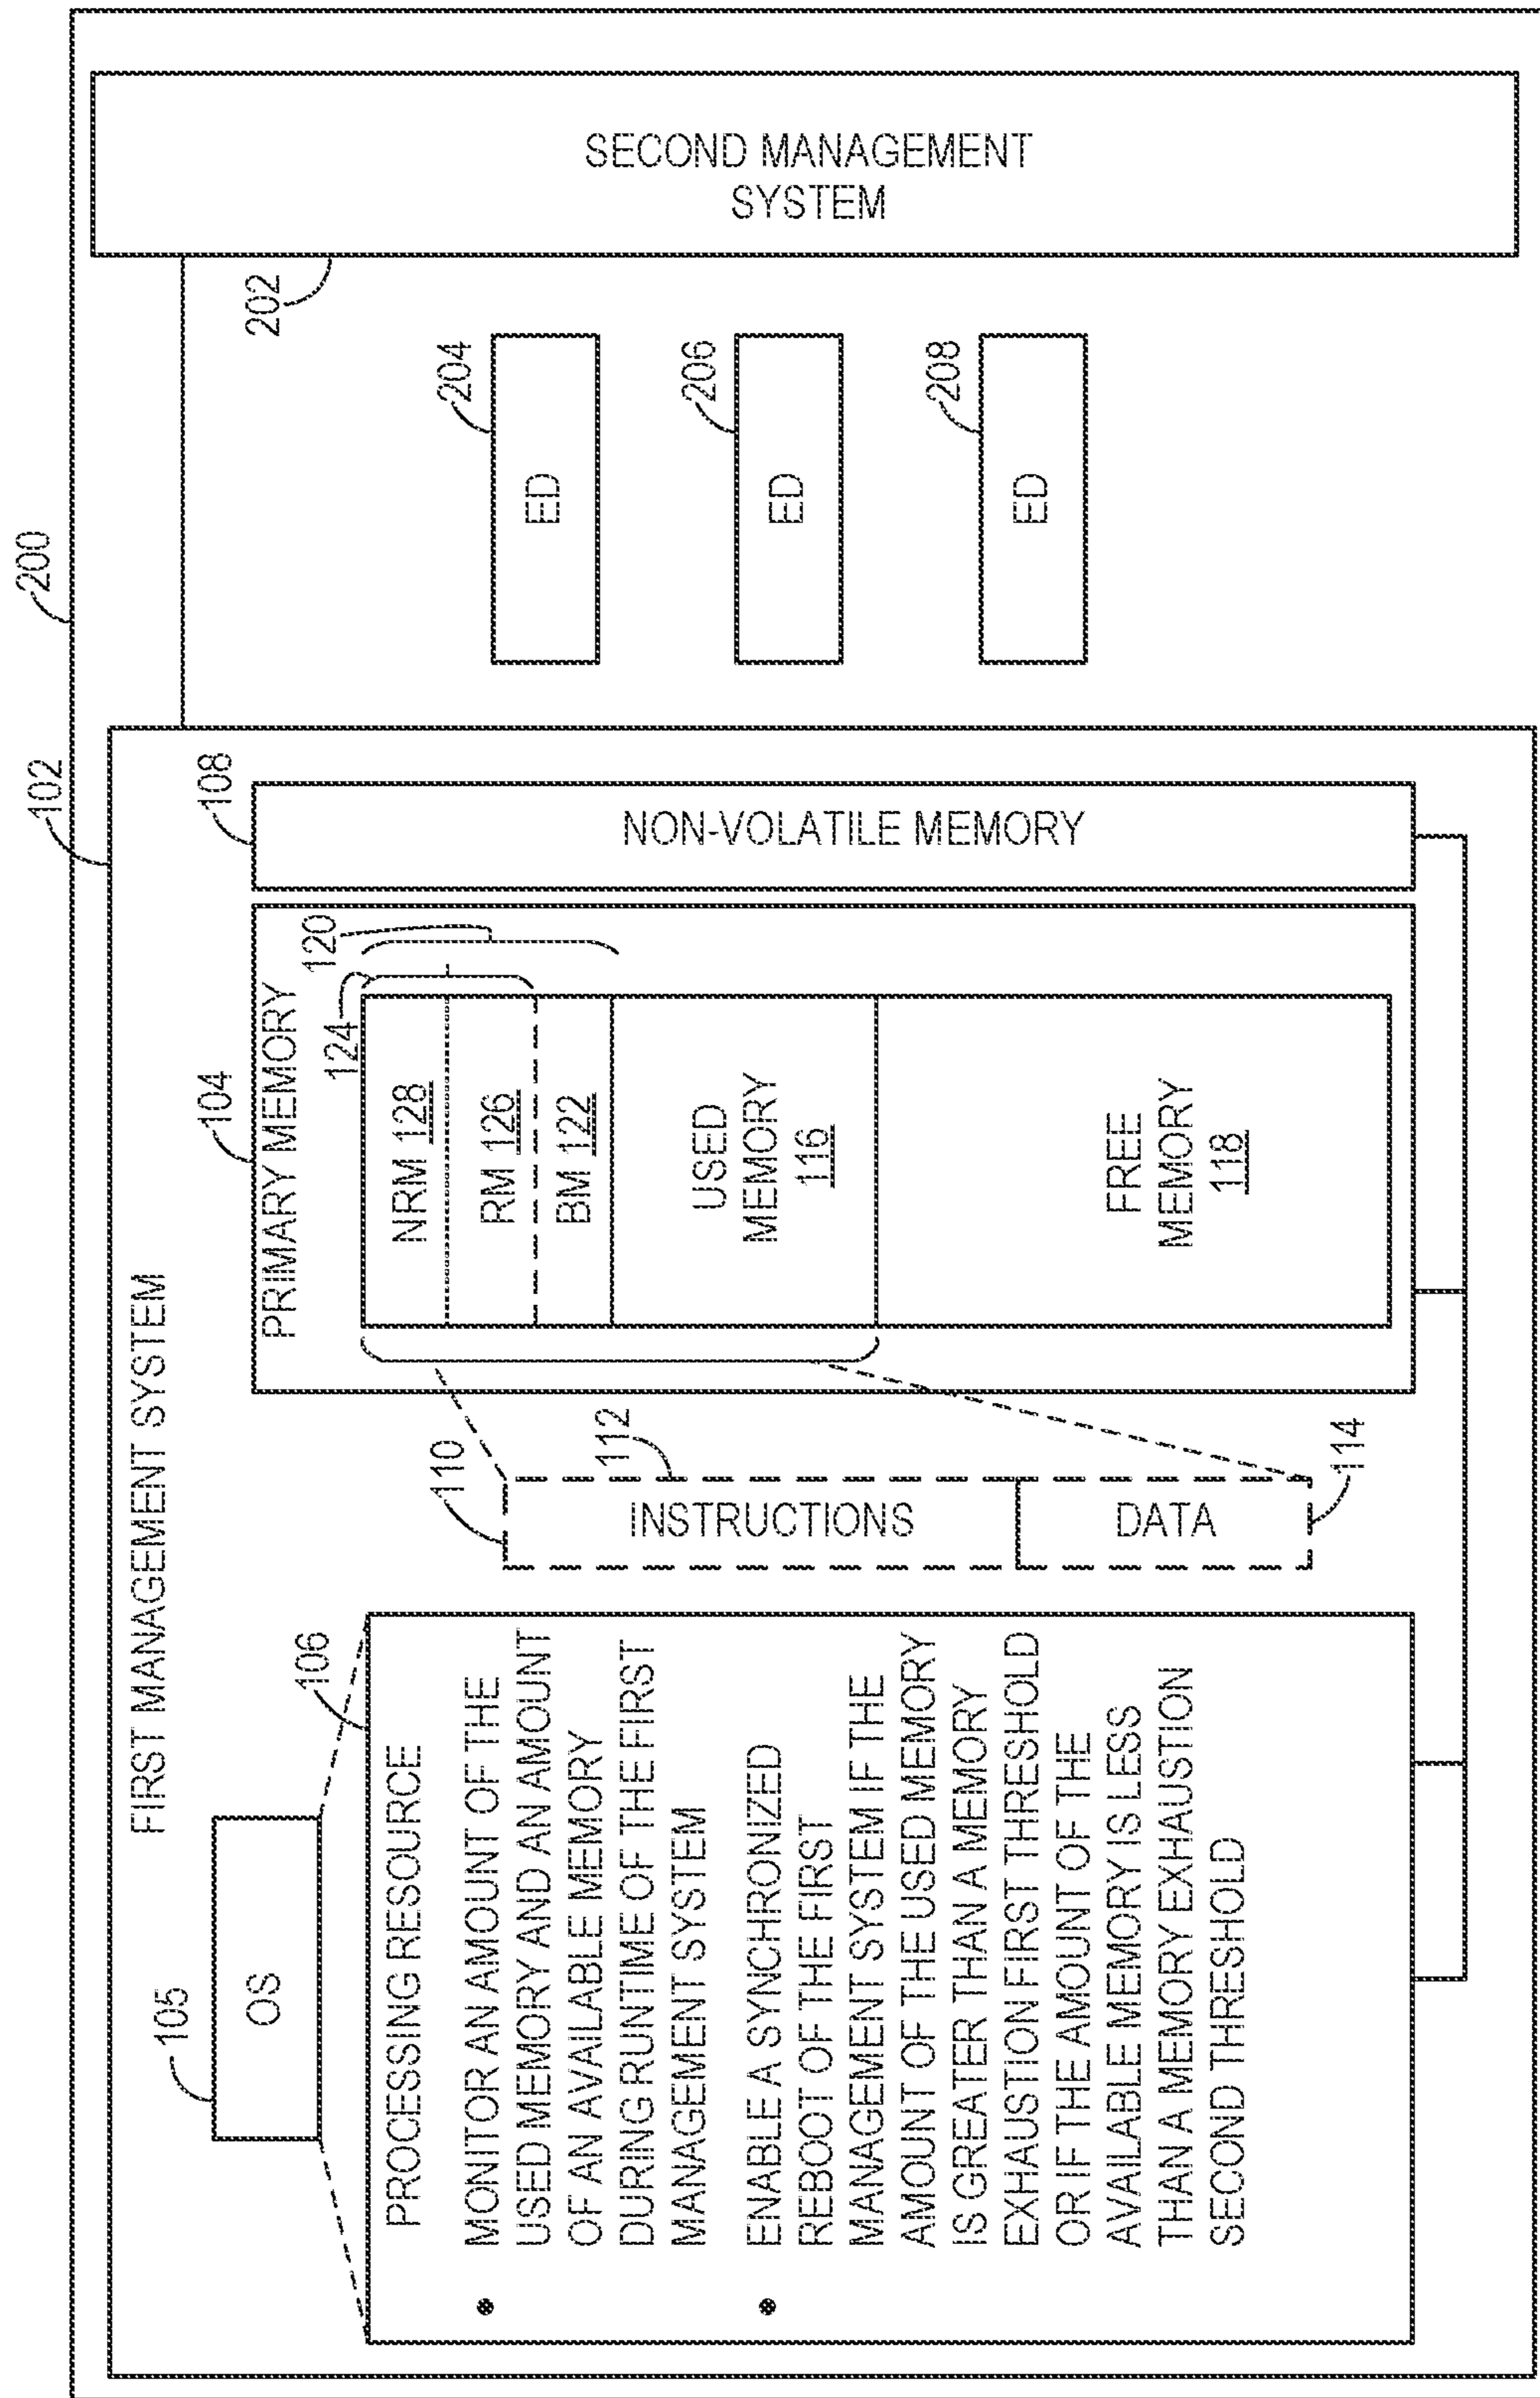 200
102
FIRST MANAGEMENT SYSTEM
105
OS
106
PROCESSING RESOURCE
MONITOR AN AMOUNT OF THE
USED MEMORY AND AN AMOUNT
OF AN AVAILABLE MEMORY
DURING RUNTIME OF THE FIRST
MANAGEMENT SYSTEM
ENABLE A SYNCHRONIZED
REBOOT OF THE FIRST
MANAGEMENT SYSTEM IF THE
AMOUNT OF THE USED MEMORY
IS GREATER THAN A MEMORY
EXHAUSTION FIRST THRESHOLD
OR IF THE AMOUNT OF THE
AVAILABLE MEMORY IS LESS
THAN A MEMORY EXHAUSTION
SECOND THRESHOLD
110
INSTRUCTIONS
112
DATA
114
104
PRIMARY MEMORY
124
120
NRM 128
RM 126
BM 122
USED
MEMORY
116
FREE
MEMORY
118
108
NON-VOLATILE MEMORY
204
ED
206
ED
208
ED
202
SECOND MANAGEMENT
SYSTEM